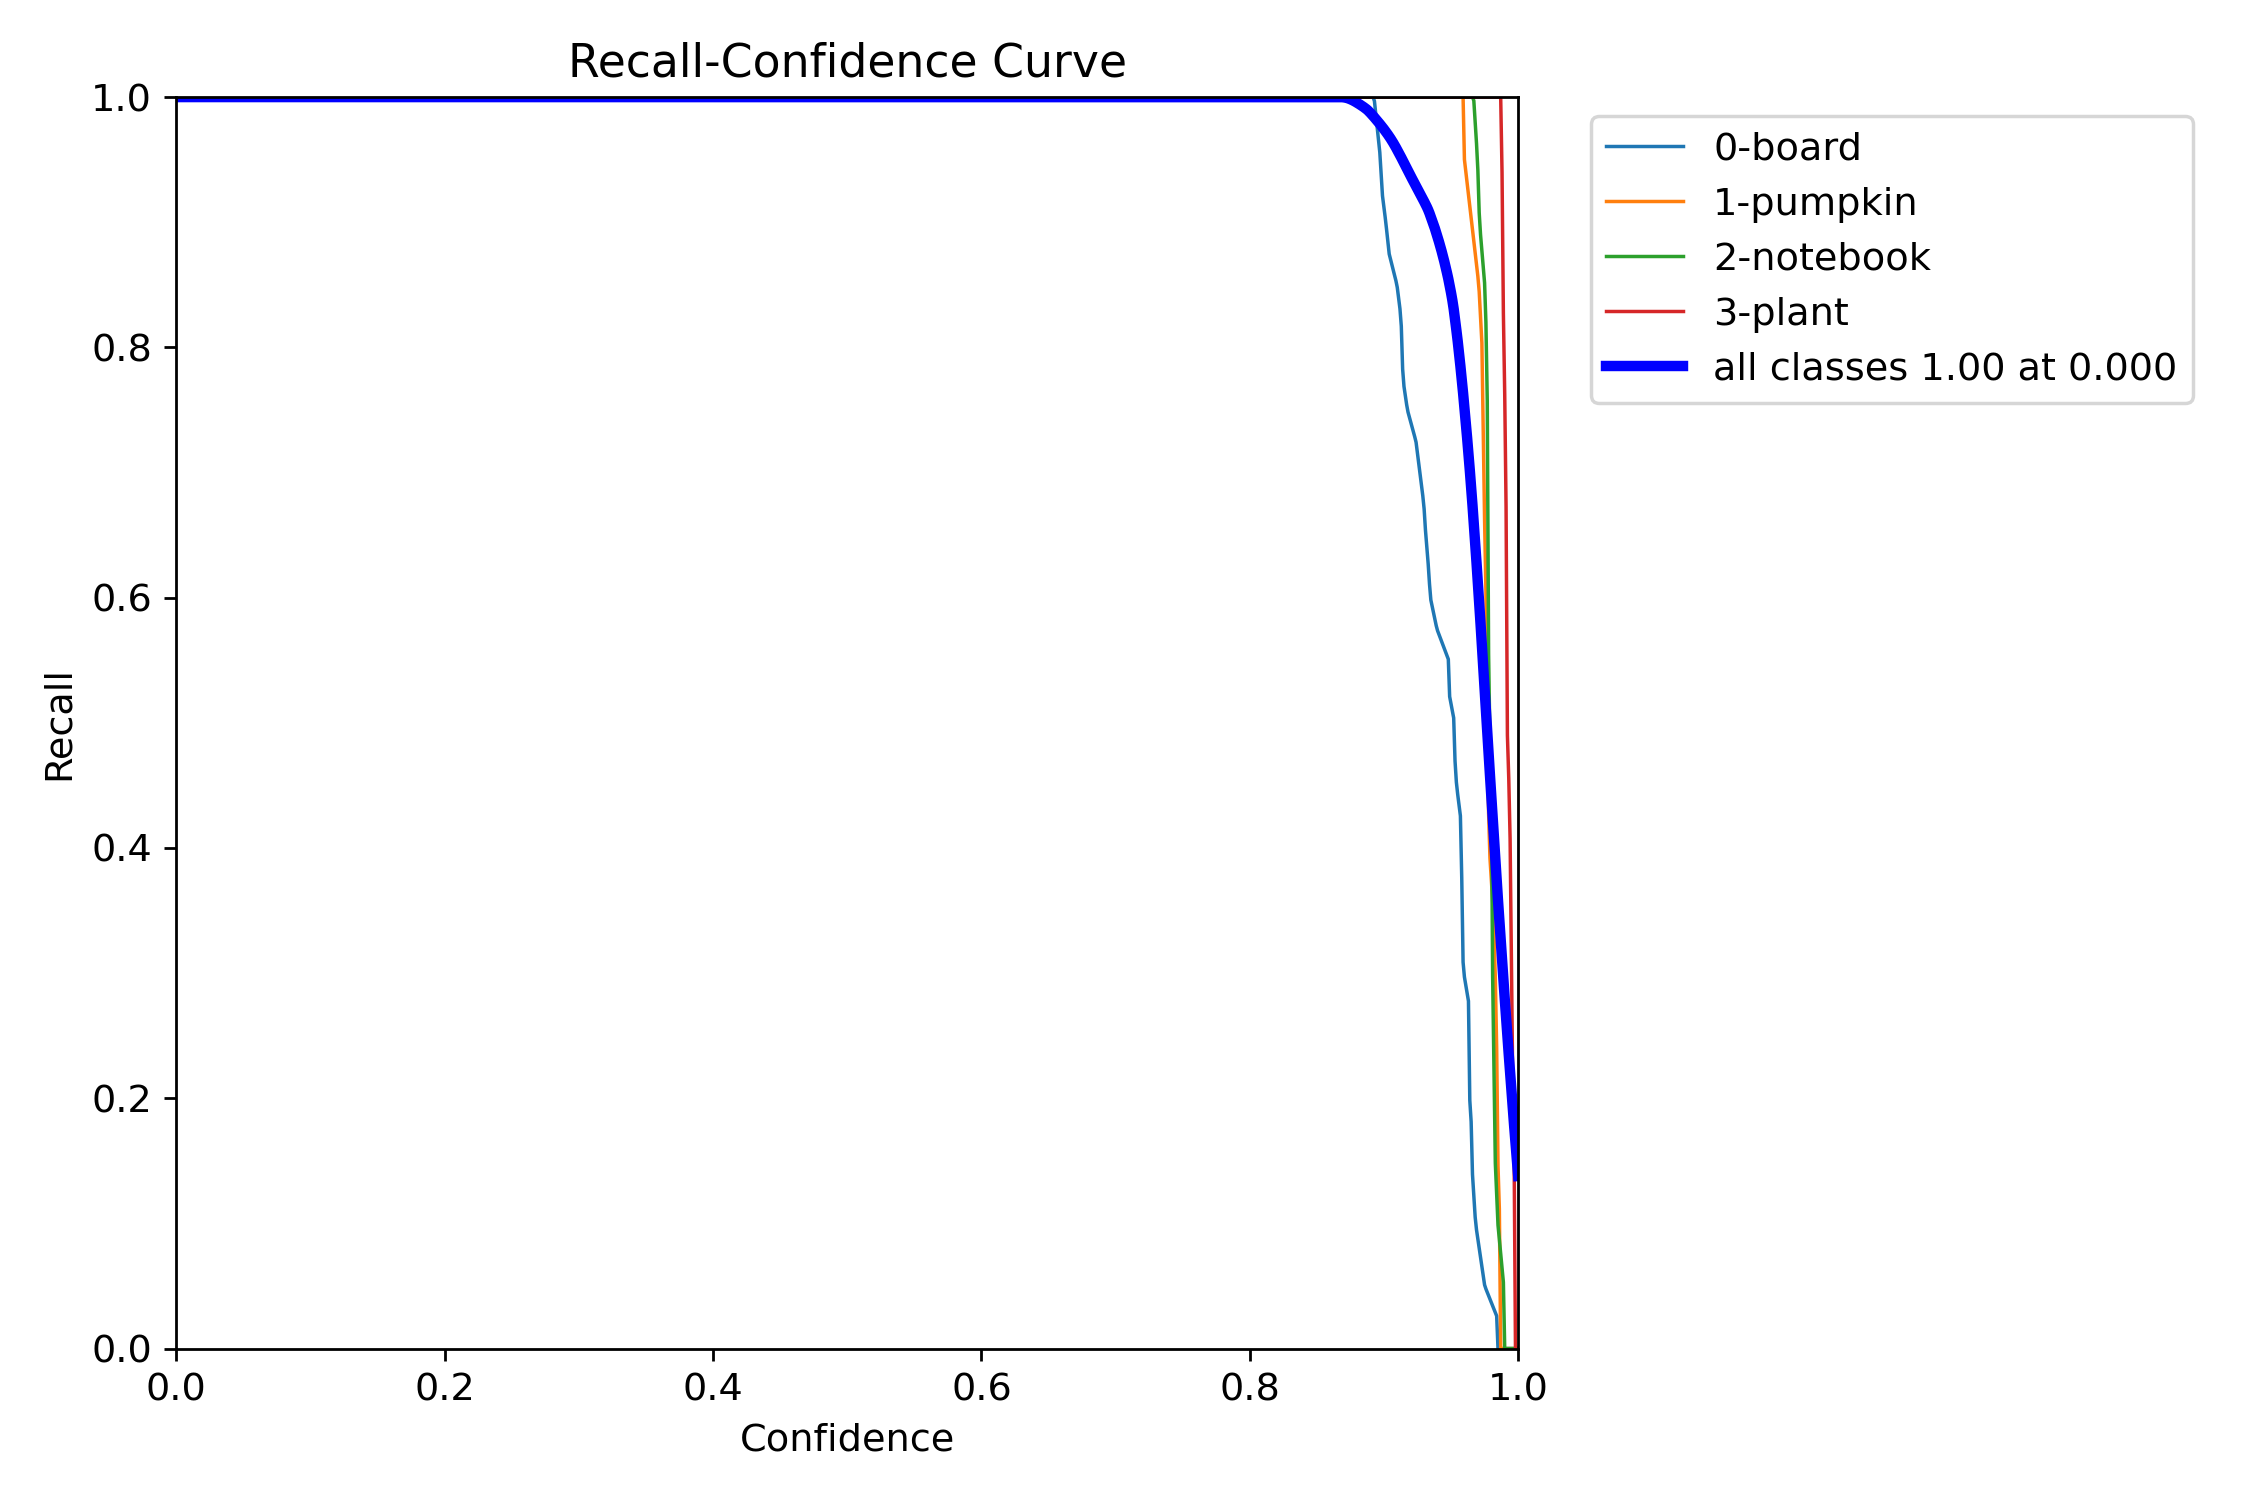 Recall-Confidence Curve
1.0
0.8
0.6
0.4
0.2
0.0
Recall
0.0 0.2 0.4 0.6 0.8 1.0
Confidence
0-board
1-pumpkin
2-notebook
3-plant
all classes 1.00 at 0.000